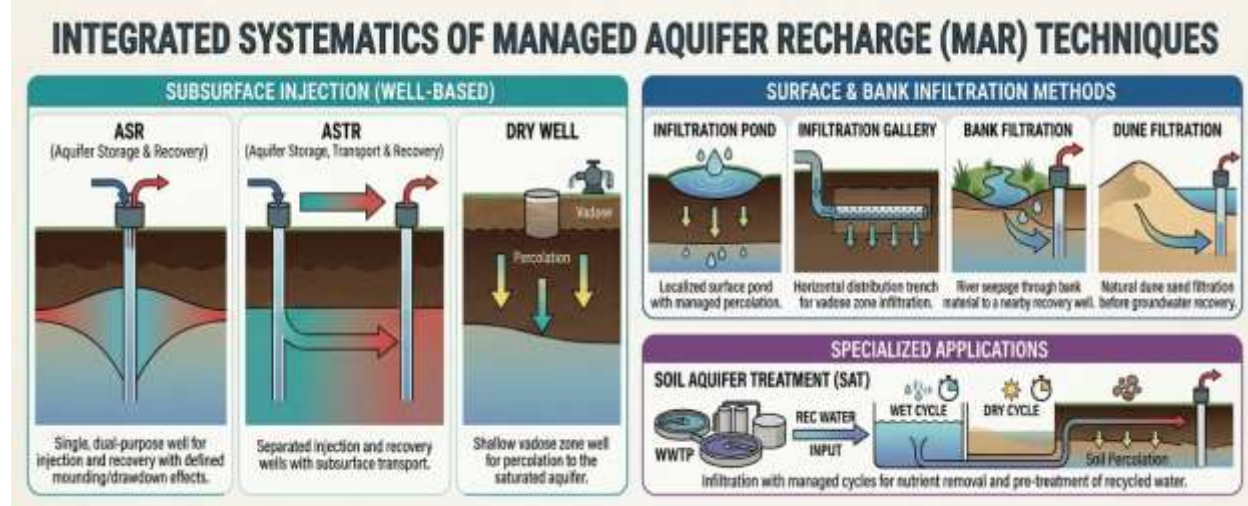 INTEGRATED SYSTEMATICS OF MANAGED AQUIFER RECHARGE (MAR) TECHNIQUES
SUBSURFACE INJECTION (WELL-BASED)
ASR
(Aquifer Storage & Recovery)
Single, dual-purpose well for
injection and recovery with defined
mounding/drawdown effects.
ASTR
(Aquifer Storage, Transport & Recovery)
Separated injection and recovery
wells with subsurface transport.
DRY WELL
Vadose
Percolation
Shallow vadose zone well
for percolation to the
saturated aquifer.
SURFACE & BANK INFILTRATION METHODS
INFILTRATION POND
Localized surface pond
with managed percolation.
INFILTRATION GALLERY
Horizontal distribution trench
for vadose zone infiltration.
BANK FILTRATION
River seepage through bank
material to a nearby recovery well.
DUNE FILTRATION
Natural dune sand filtration
before groundwater recovery.
SPECIALIZED APPLICATIONS
SOIL AQUIFER TREATMENT (SAT)
WWTP
REC WATER
INPUT
WET CYCLE
DRY CYCLE
Soil Percolation
Infiltration with managed cycles for nutrient removal and pre-treatment of recycled water.